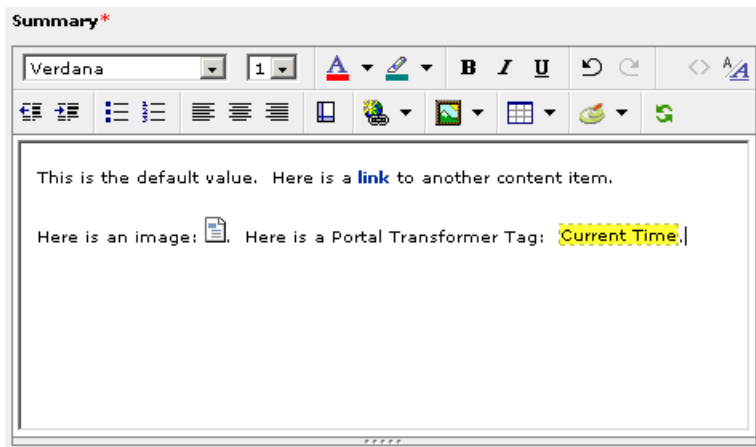 Summary*
Verdana 1 A B I U <> A/A
This is the default value. Here is a link to another content item.
Here is an image: . Here is a Portal Transformer Tag: Current Time.